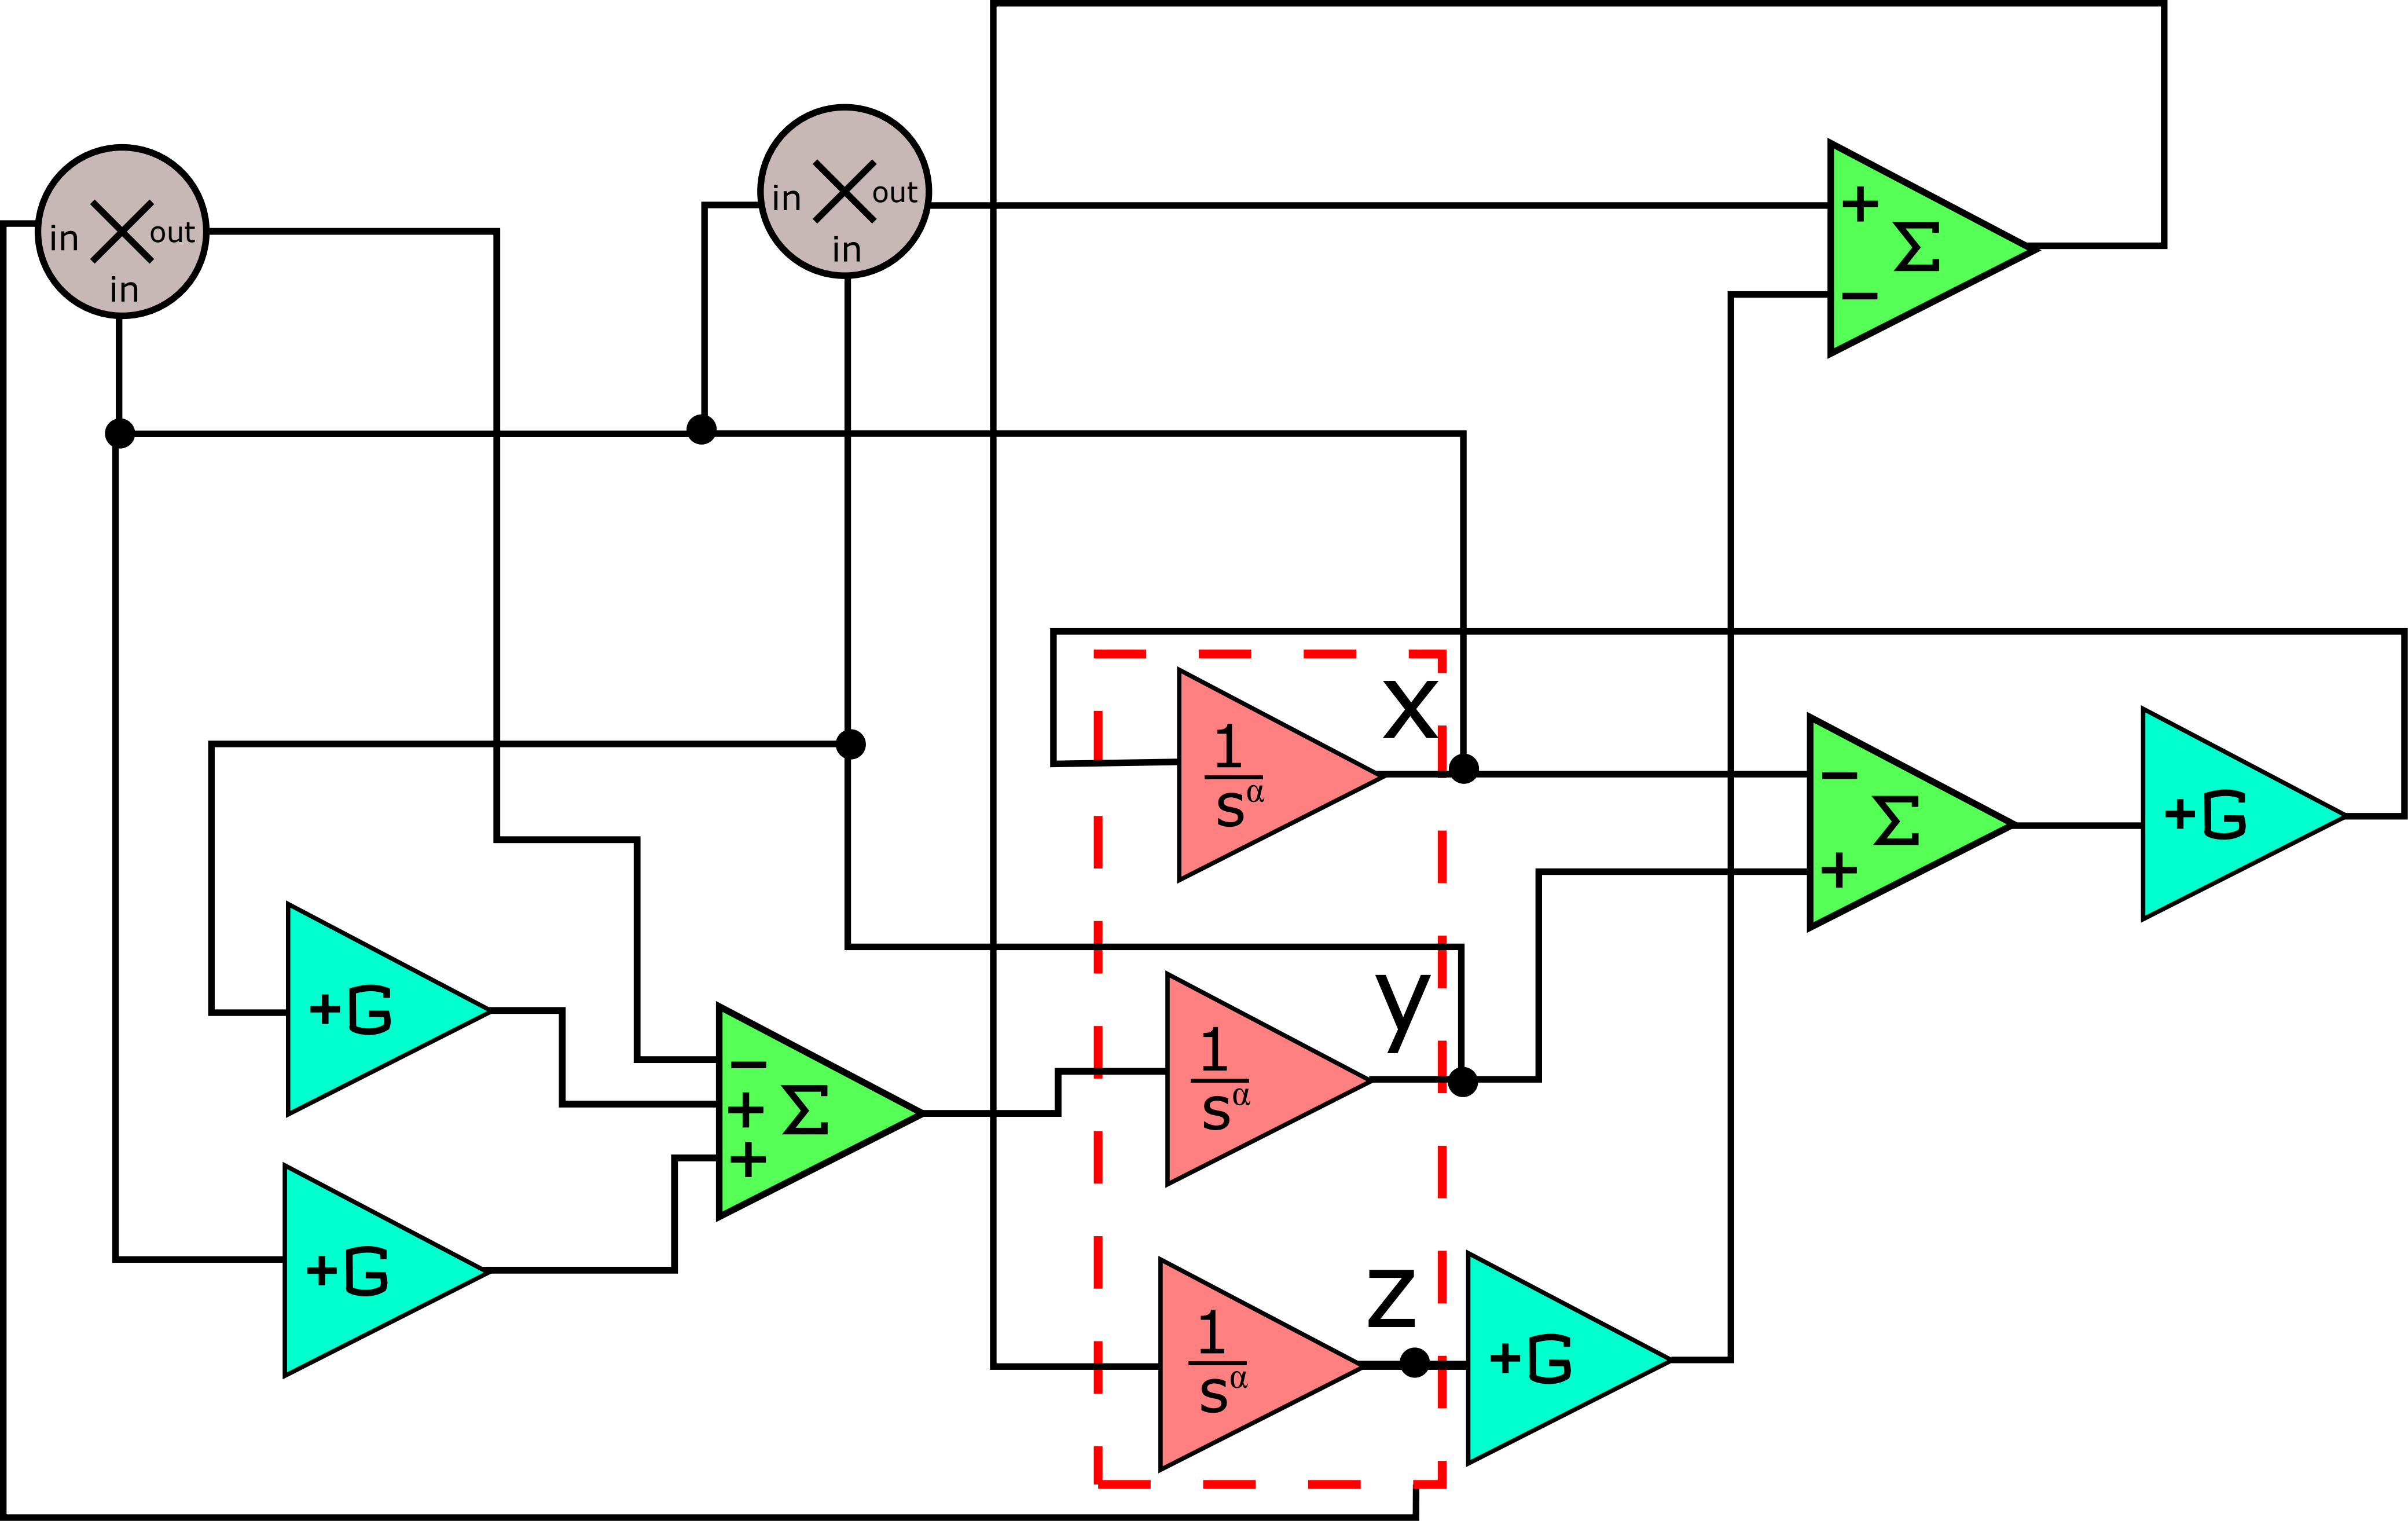 in
×
out
in
in
×
out
in
+
Σ
−
x
1
s^α
−
Σ
+
+G
+G
y
1
s^α
−
+
Σ
+
+G
z
1
s^α
+G